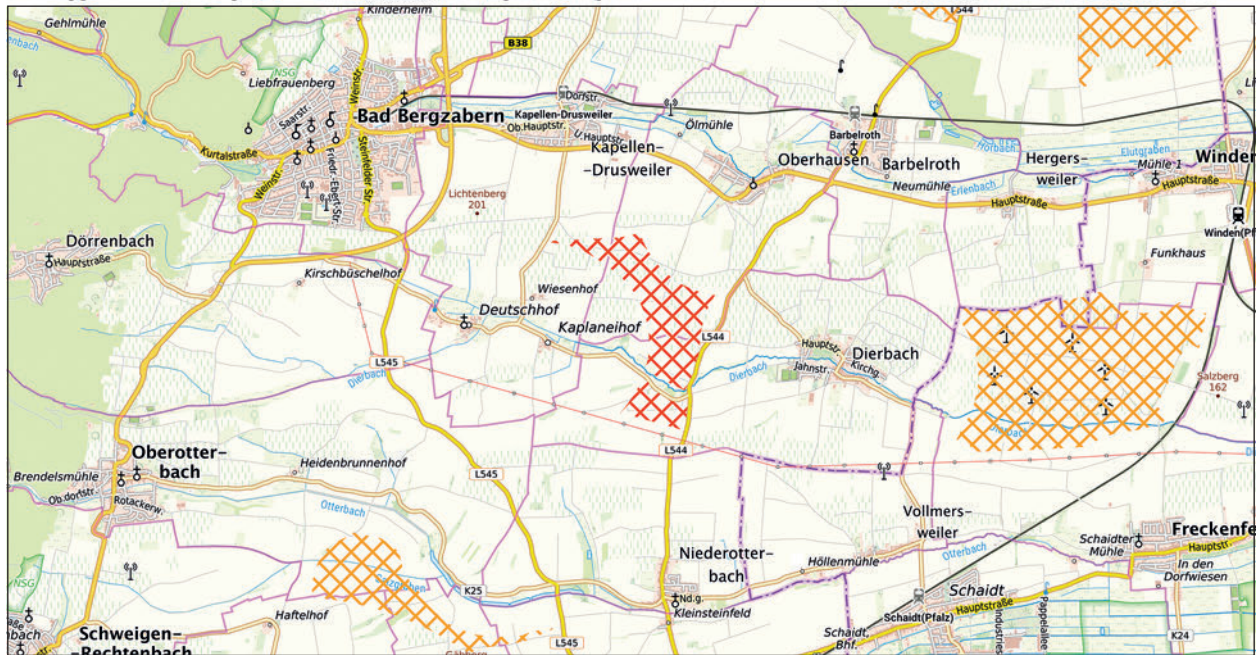 Gehlmühle
Kinderheim
L544
B38
Liebfrauenberg
NSG
Weinstr.
Saarstr.
Bad Bergzabern
Dorfstr.
Kapellen-Drusweiler
Ob.Hauptstr.
U.Hauptstr.
Ölmühle
Kapellen-
-Drusweiler
Barbelroth
Oberhausen
Barbelroth
Horbach
Neumühle
Erlenbach
Hergers-
weiler
Elutgraben
Mühle 1
Winden
Hauptstraße
Hauptstraße
Winden(Pf
Kurtalstraße
Weinstr.
Friedr.-Ebert-Str.
Steinfelder Str.
Lichtenberg
201
Dörrenbach
Hauptstraße
Kirschbüschelhof
Wiesenhof
Deutschhof
Kaplaneihof
Funkhaus
L544
Hauptstr.
Dierbach
Kirchg.
Jahnstr.
Dierbach
L545
Dierbach
Salzberg
162
Dierbach
Oberotter-
bach
Brendelsmühle
Ob.dorfstr.
Rotackerw.
Heidenbrunnenhof
Otterbach
L545
L544
Vollmers-
weiler
Niederotter-
bach
Höllenmühle
Otterbach
Schaidter
Mühle
Freckenfe
Hauptstr.
In den
Dorfwiesen
Schaidt
Hauptstraße
Schaidt(Pfalz)
Industries
Pappelallee
K24
Schaidt,
Bhf.
Nd.g.
Kleinsteinfeld
K25
L545
NSG
Haftelhof
Schweigen-
-Rechtenbach